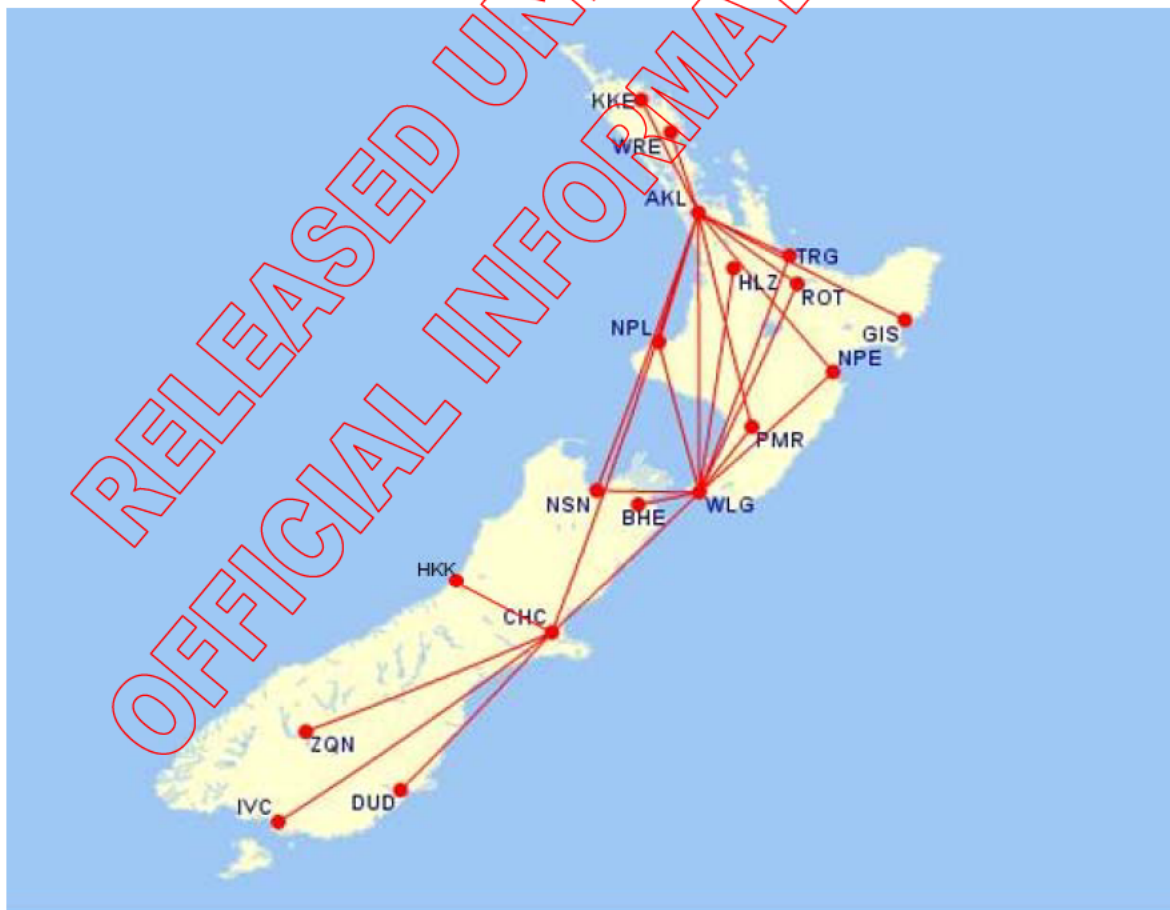 RELEASED UN
OFFICIAL INFORMA
KKE
WRE
AKL
TRG
HLZ
ROT
NPL
GIS
NPE
PMR
NSN
BHE
WLG
HKK
CHC
ZQN
IVC
DUD